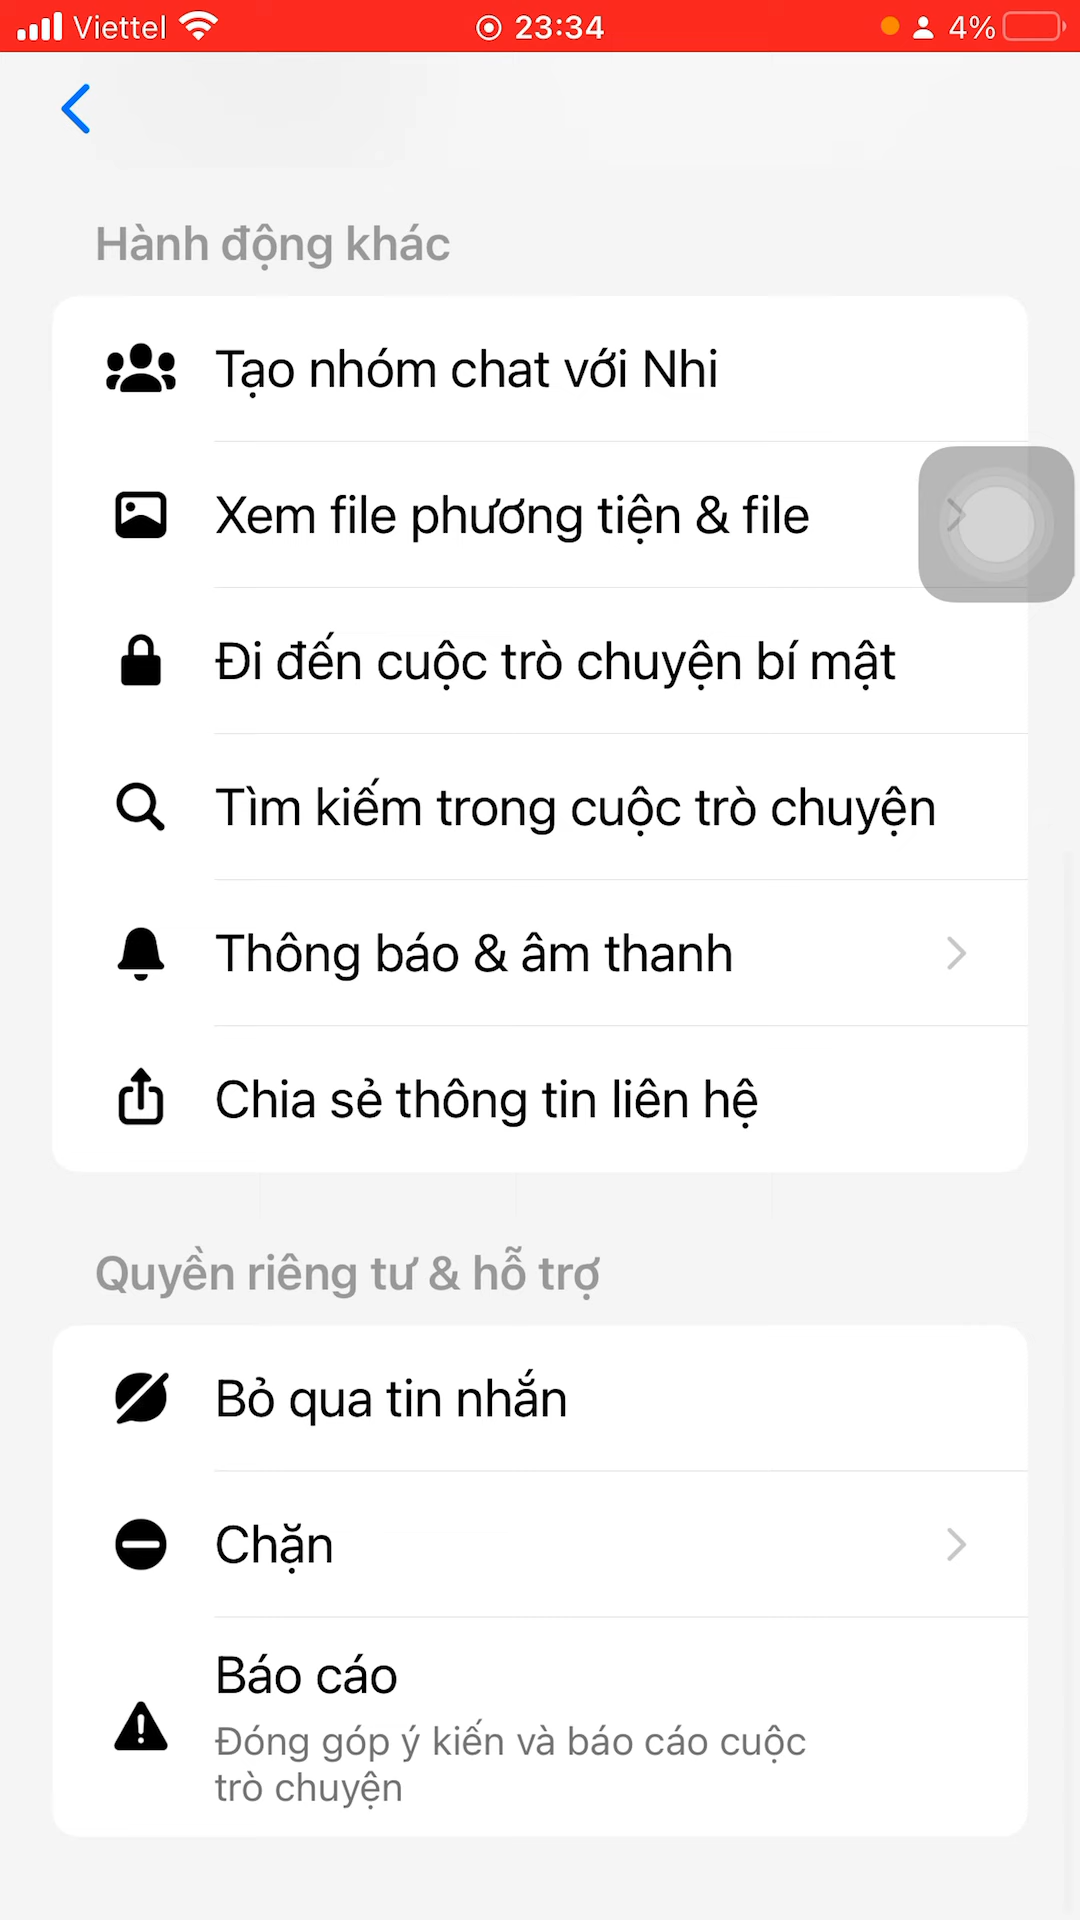 Viettel 23:34 4%
Hành động khác
Tạo nhóm chat với Nhi
Xem file phương tiện & file
Đi đến cuộc trò chuyện bí mật
Tìm kiếm trong cuộc trò chuyện
Thông báo & âm thanh
Chia sẻ thông tin liên hệ
Quyền riêng tư & hỗ trợ
Bỏ qua tin nhắn
Chặn
Báo cáo
Đóng góp ý kiến và báo cáo cuộc
trò chuyện